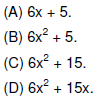 (A) 6x + 5.
(B) 6x² + 5.
(C) 6x² + 15.
(D) 6x² + 15x.